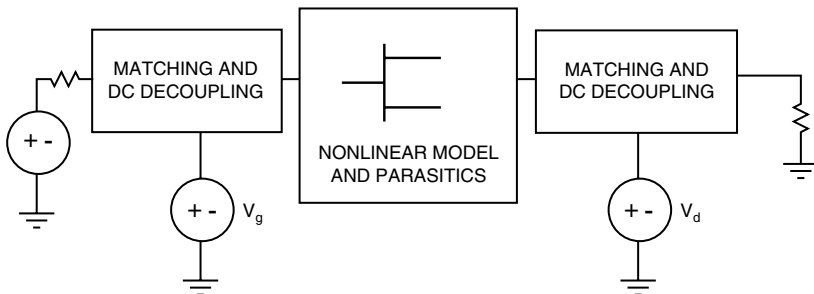 MATCHING AND
DC DECOUPLING
NONLINEAR MODEL
AND PARASITICS
MATCHING AND
DC DECOUPLING
+ -
+ -
V_g
+ -
V_d